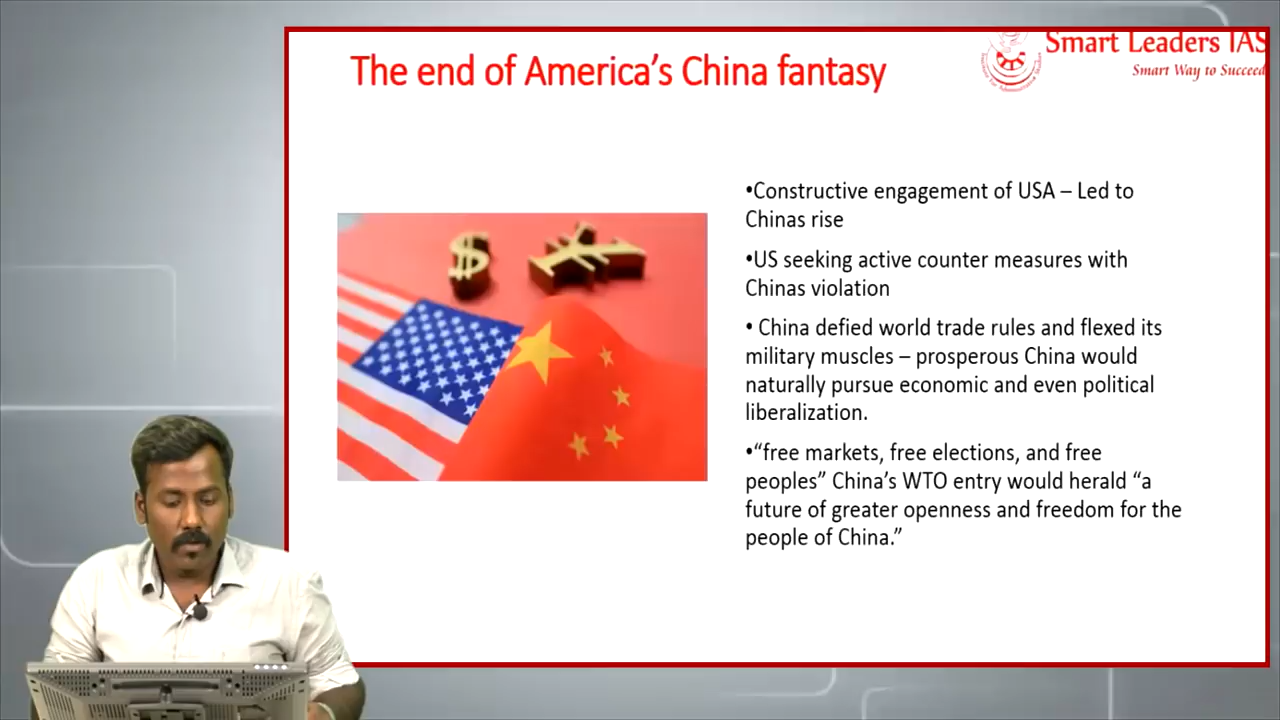 The end of America's China fantasy
Smart Leaders IAS
Smart Way to Succeed
•Constructive engagement of USA – Led to
Chinas rise
•US seeking active counter measures with
Chinas violation
• China defied world trade rules and flexed its
military muscles – prosperous China would
naturally pursue economic and even political
liberalization.
•“free markets, free elections, and free
peoples” China’s WTO entry would herald “a
future of greater openness and freedom for the
people of China.”
$